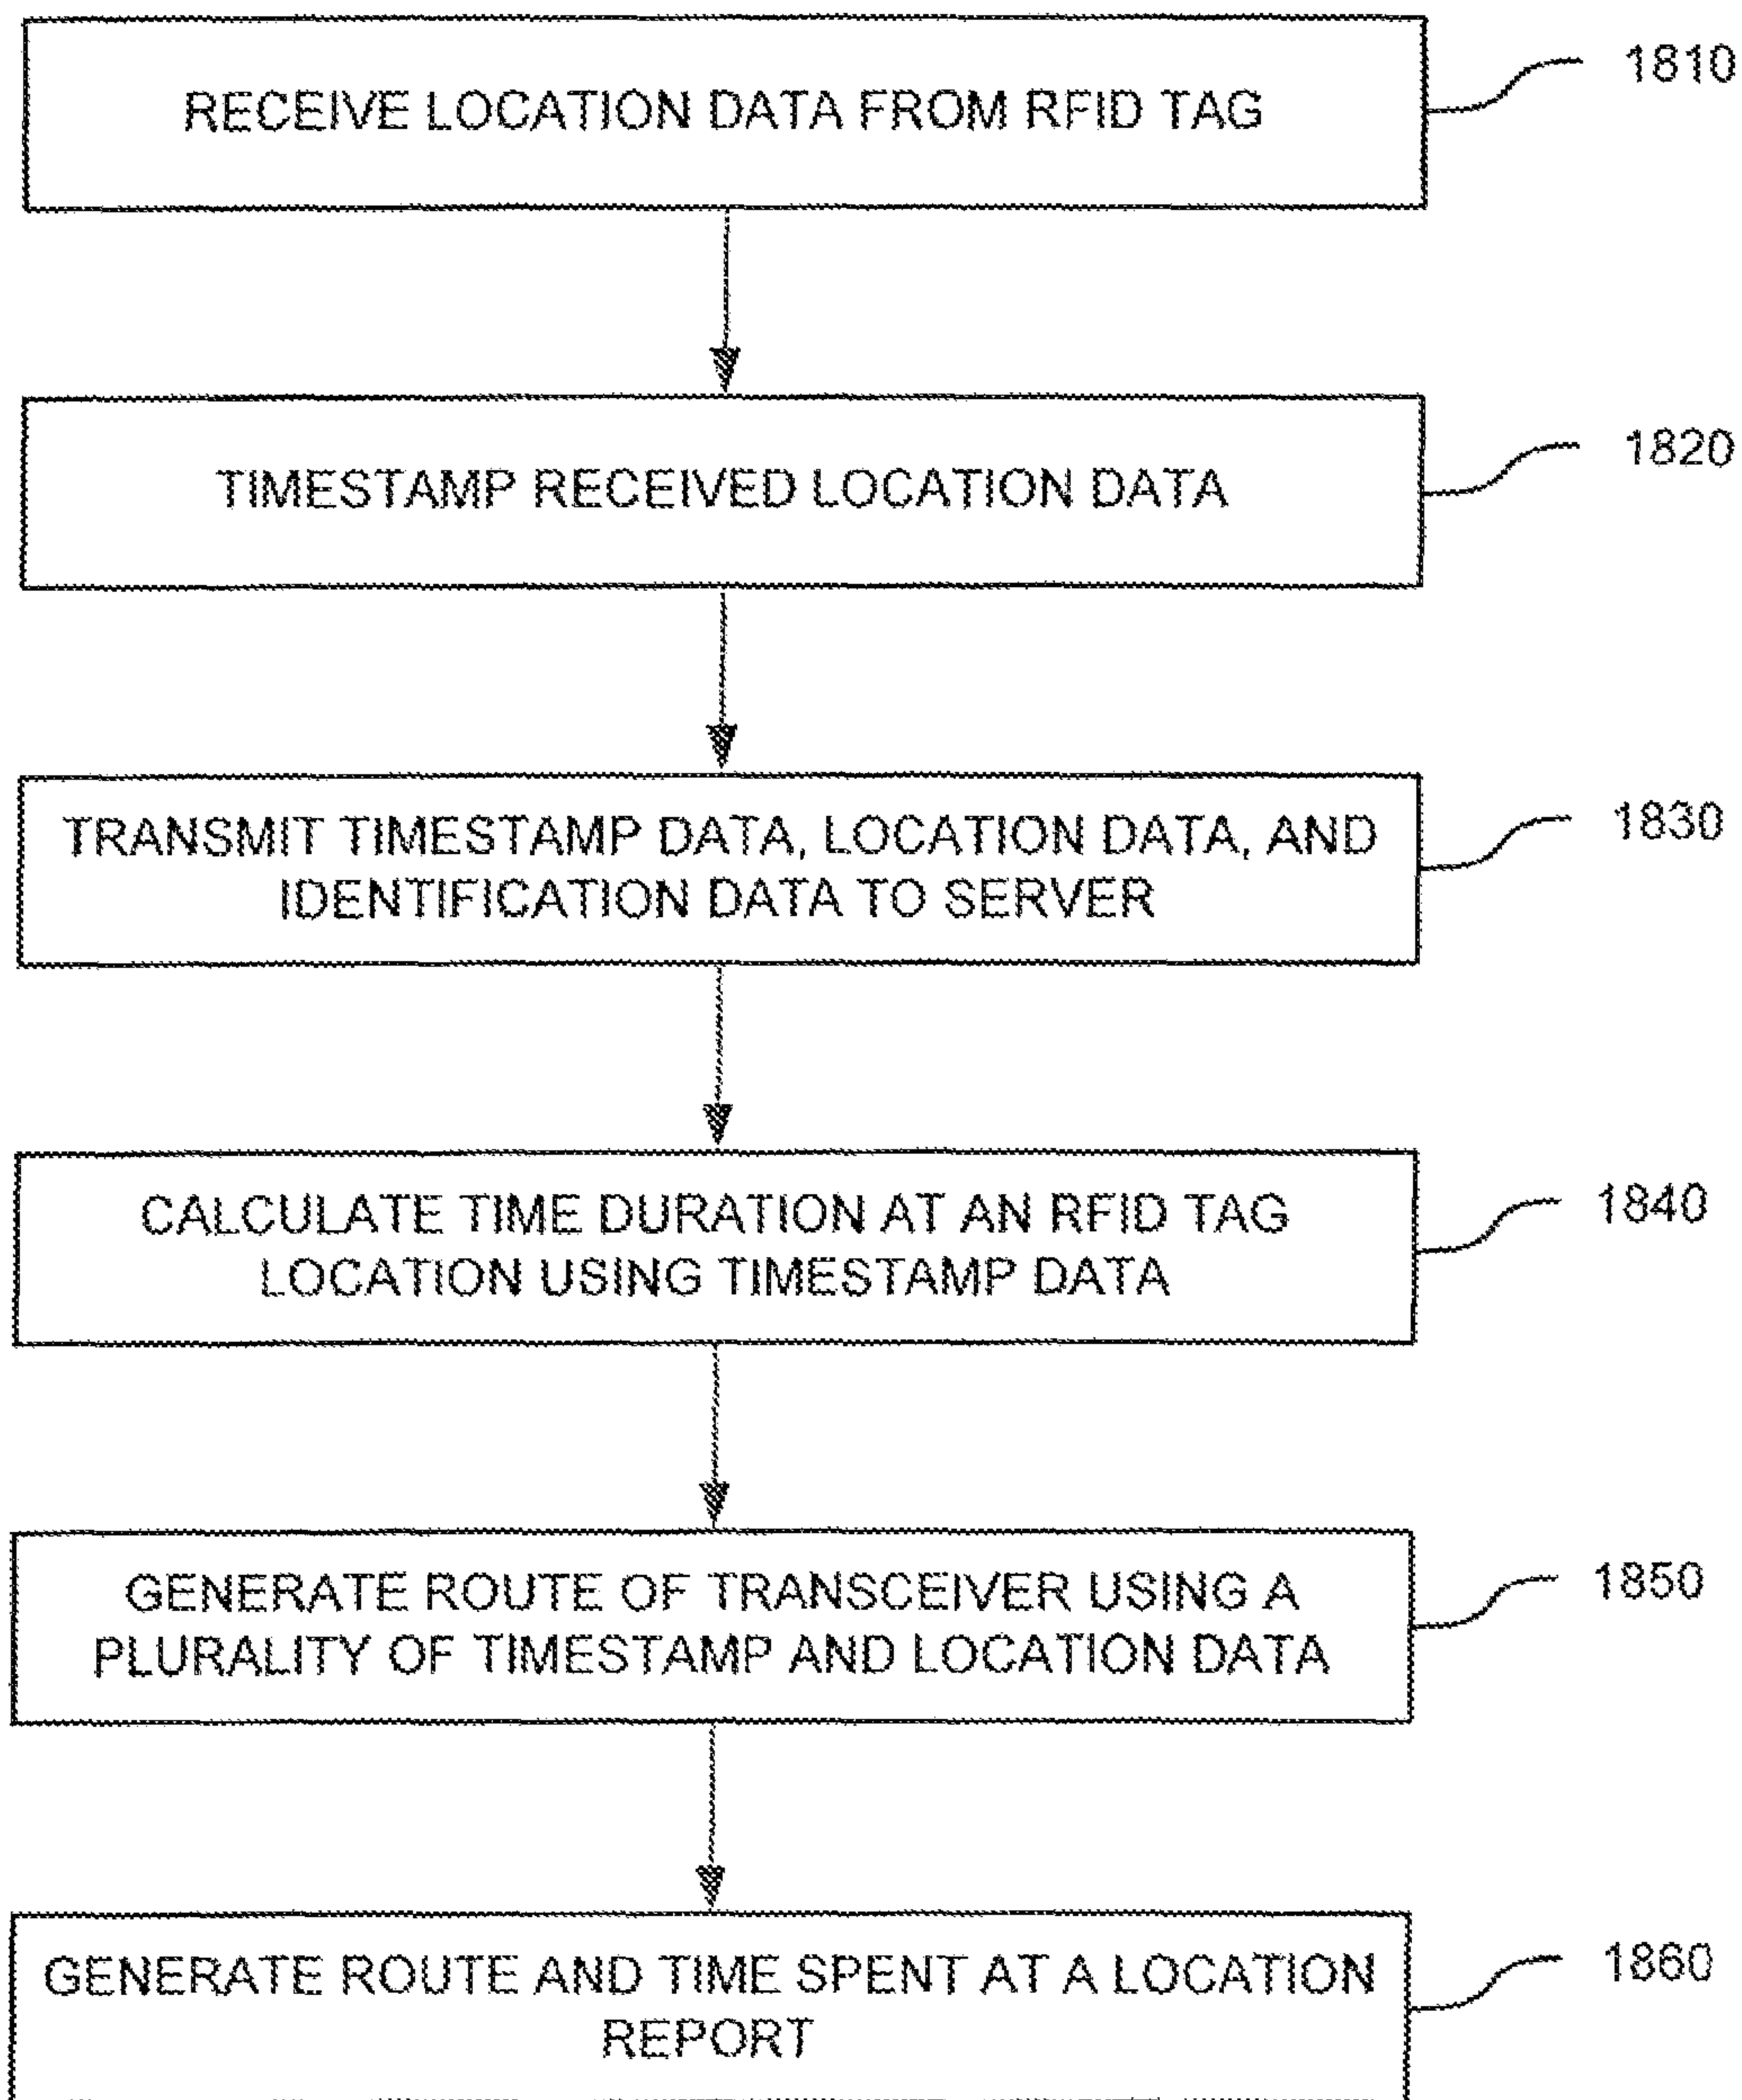 RECEIVE LOCATION DATA FROM RFID TAG
1810
TIMESTAMP RECEIVED LOCATION DATA
1820
TRANSMIT TIMESTAMP DATA, LOCATION DATA, AND
IDENTIFICATION DATA TO SERVER
1830
CALCULATE TIME DURATION AT AN RFID TAG
LOCATION USING TIMESTAMP DATA
1840
GENERATE ROUTE OF TRANSCEIVER USING A
PLURALITY OF TIMESTAMP AND LOCATION DATA
1850
GENERATE ROUTE AND TIME SPENT AT A LOCATION
REPORT
1860